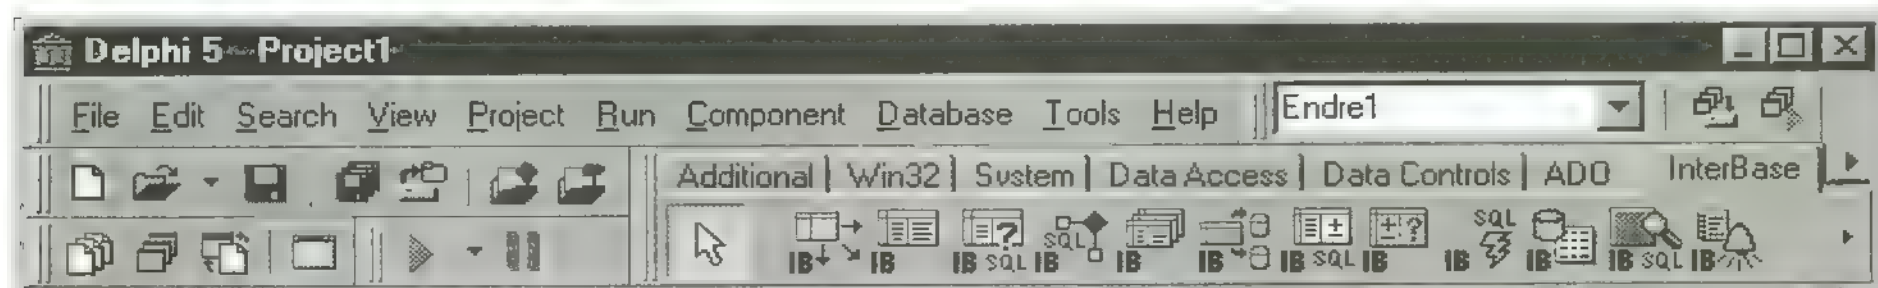 Delphi 5 - Project1
File Edit Search View Project Run Component Database Tools Help Endre1
Additional Win32 System Data Access Data Controls ADO InterBase
SQL SQL
IB IB IB SQL IB IB IB IB SQL IB IB IB IB SQL IB